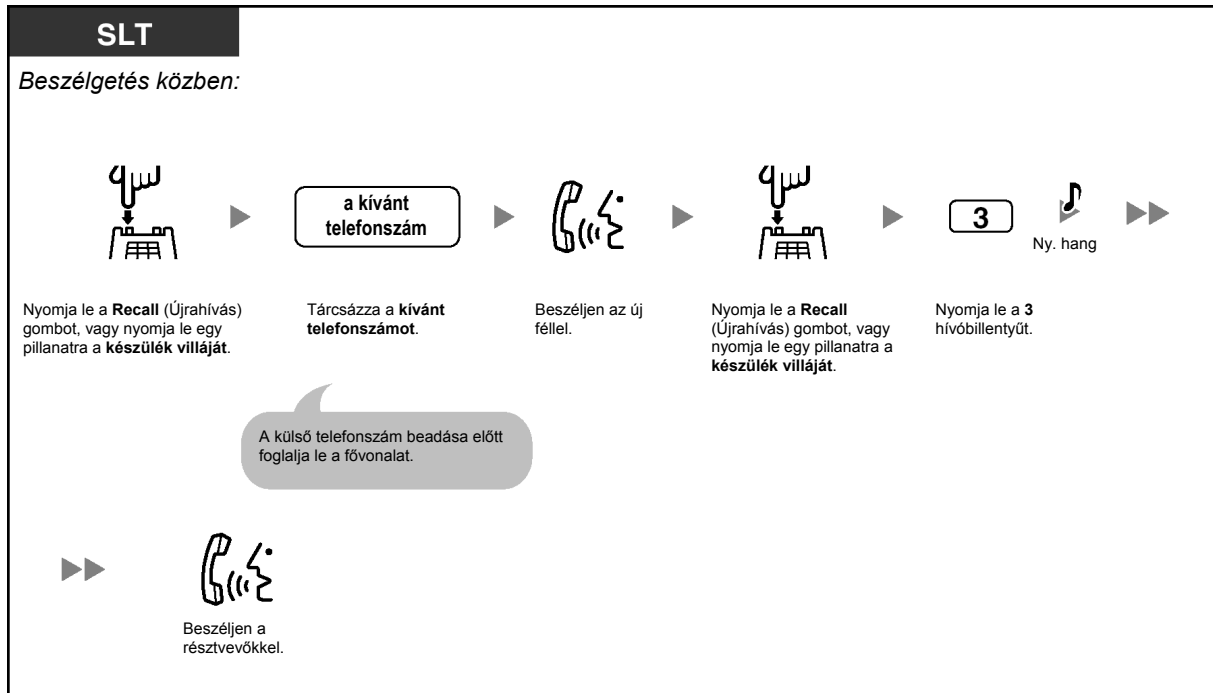 SLT
Beszélgetés közben:
a kívánt
telefonszám
3
Ny. hang
Nyomja le a Recall (Újrahívás)
gombot, vagy nyomja le egy
pillanatra a készülék villáját.
Tárcsázza a kívánt
telefonszámot.
Beszéljen az új
féllel.
Nyomja le a Recall
(Újrahívás) gombot, vagy
nyomja le egy pillanatra a
készülék villáját.
Nyomja le a 3
hívóbillentyűt.
A külső telefonszám beadása előtt
foglalja le a fővonalat.
Beszéljen a
résztvevőkkel.